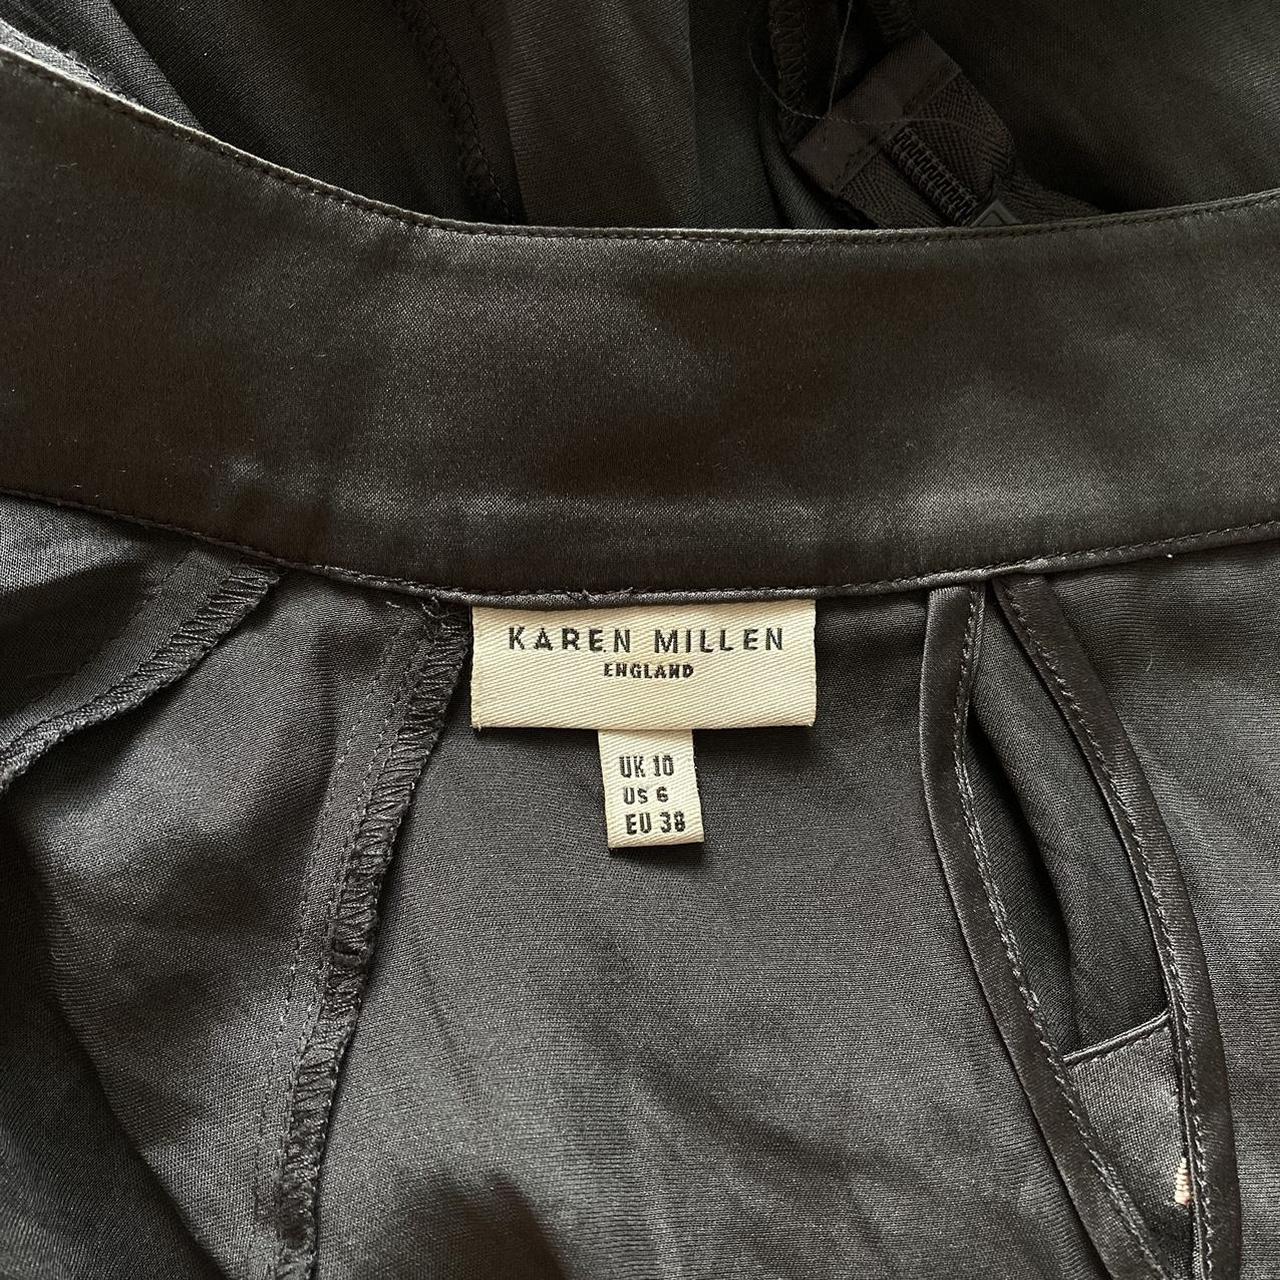 KAREN MILLEN
ENGLAND
UK 10
US 6
EU 38